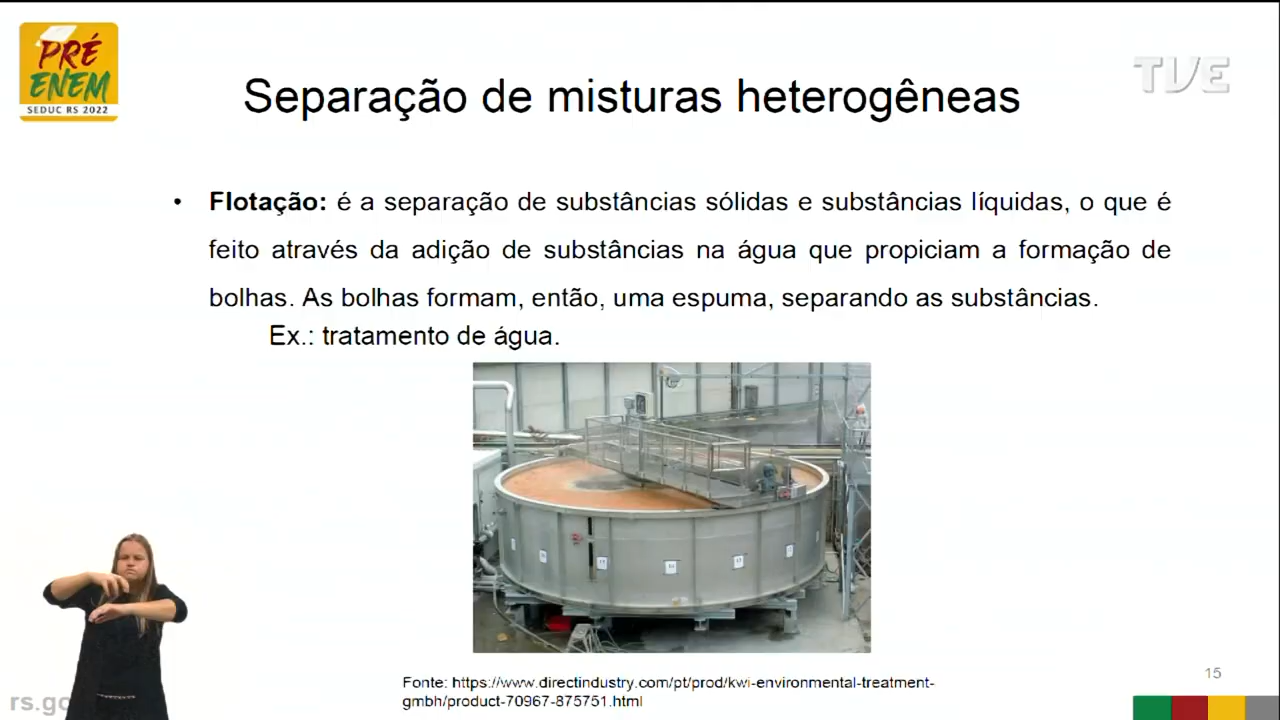 PRÉ
ENEM
SEDUC RS 2022
TVE
Separação de misturas heterogêneas
• Flotação: é a separação de substâncias sólidas e substâncias líquidas, o que é
feito através da adição de substâncias na água que propiciam a formação de
bolhas. As bolhas formam, então, uma espuma, separando as substâncias.
Ex.: tratamento de água.
Fonte: https://www.directindustry.com/pt/prod/kwi-environmental-treatment-
gmbh/product-70967-875751.html
15
rs.go